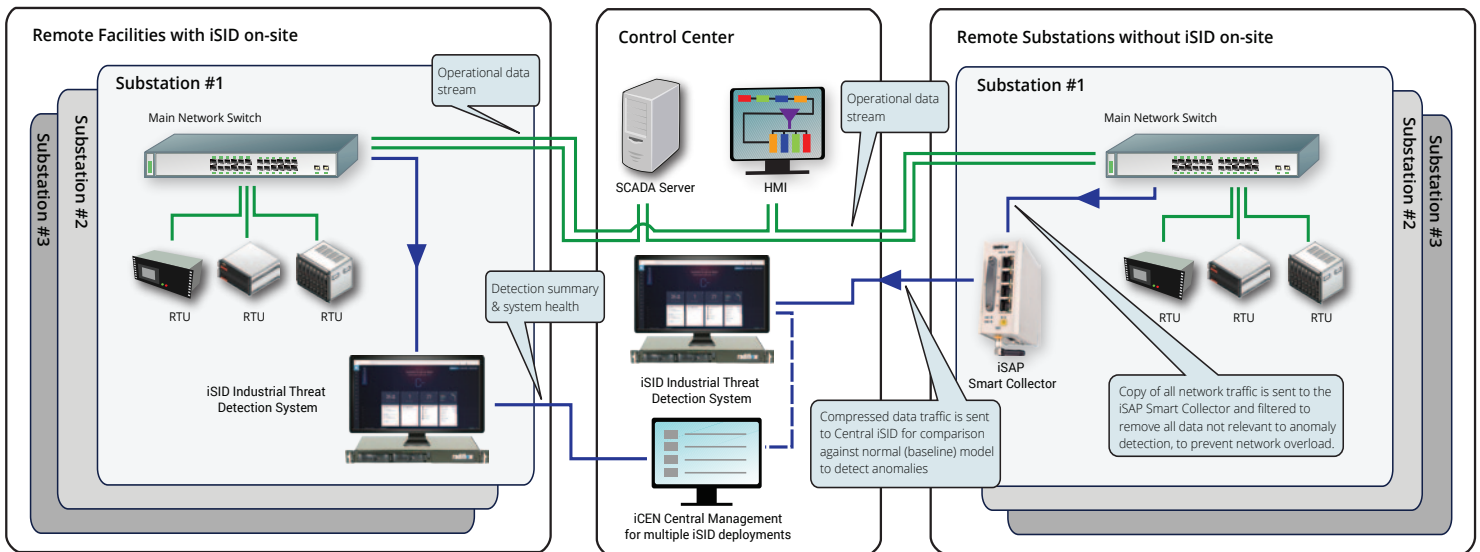 Remote Facilities with iSID on-site
Substation #1
Substation #2
Substation #3
Main Network Switch
RTU
RTU
RTU
iSID Industrial Threat
Detection System
Operational data
stream
Detection summary
& system health
Control Center
SCADA Server
HMI
Operational data
stream
iSID Industrial Threat
Detection System
iCEN Central Management
for multiple iSID deployments
Compressed data traffic is sent
to Central iSID for comparison
against normal (baseline) model
to detect anomalies
Remote Substations without iSID on-site
Substation #1
Substation #2
Substation #3
Main Network Switch
RTU
RTU
RTU
iSAP
Smart Collector
Copy of all network traffic is sent to the
iSAP Smart Collector and filtered to
remove all data not relevant to anomaly
detection, to prevent network overload.